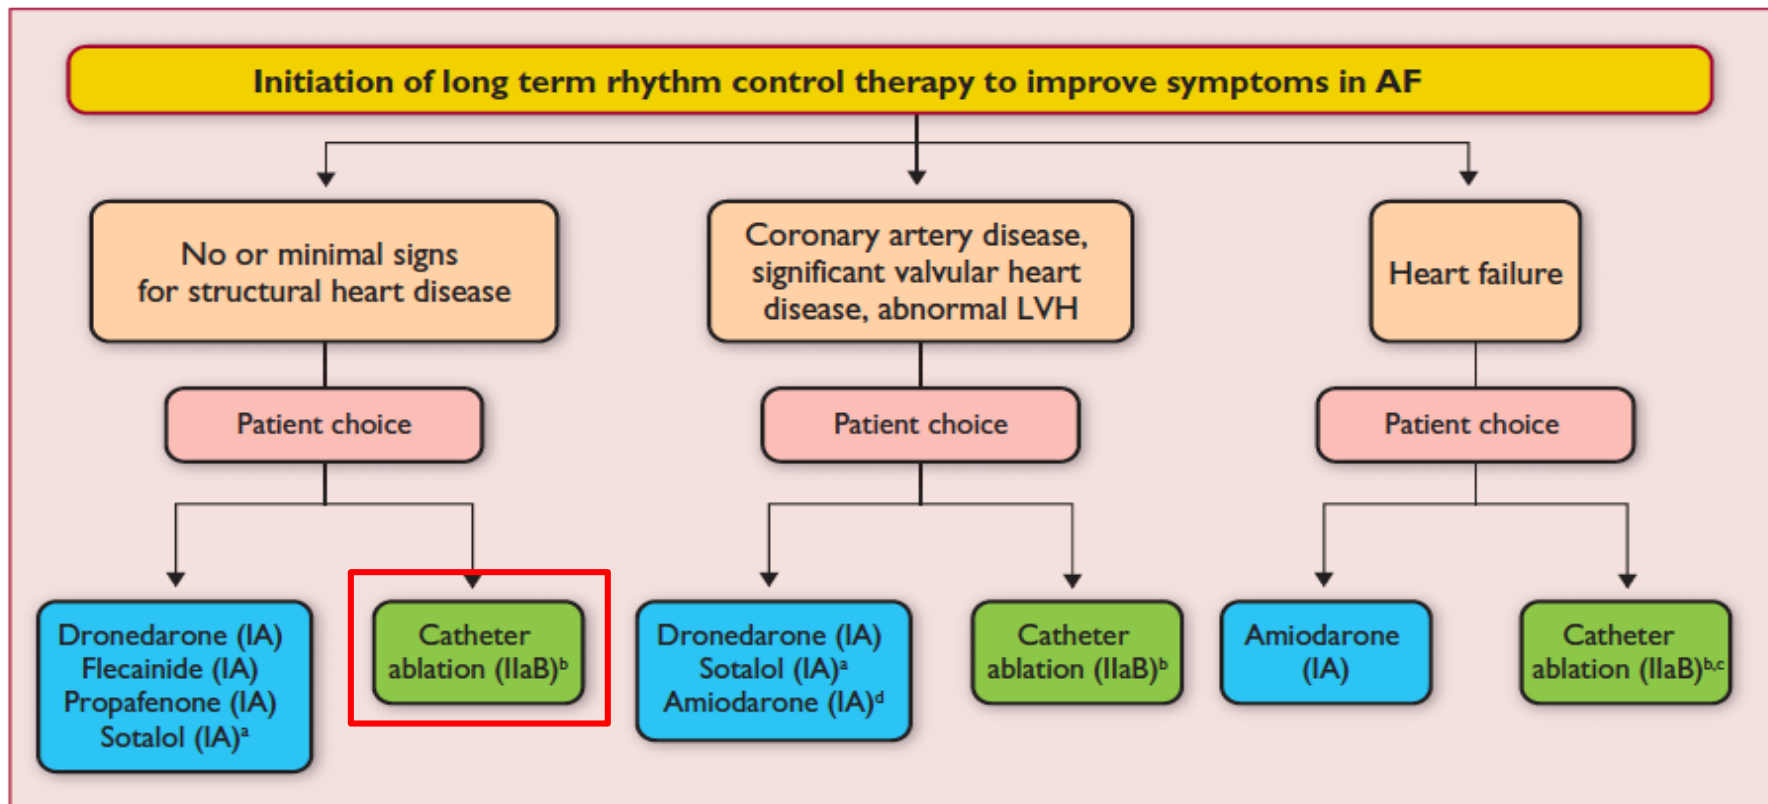 Initiation of long term rhythm control therapy to improve symptoms in AF
No or minimal signs
for structural heart disease
Coronary artery disease,
significant valvular heart
disease, abnormal LVH
Heart failure
Patient choice
Patient choice
Patient choice
Dronedarone (IA)
Flecainide (IA)
Propafenone (IA)
Sotalol (IA)ᵃ
Catheter
ablation (IIaB)ᵇ
Dronedarone (IA)
Sotalol (IA)ᵃ
Amiodarone (IA)ᵈ
Catheter
ablation (IIaB)ᵇ
Amiodarone
(IA)
Catheter
ablation (IIaB)ᵇ,ᶜ